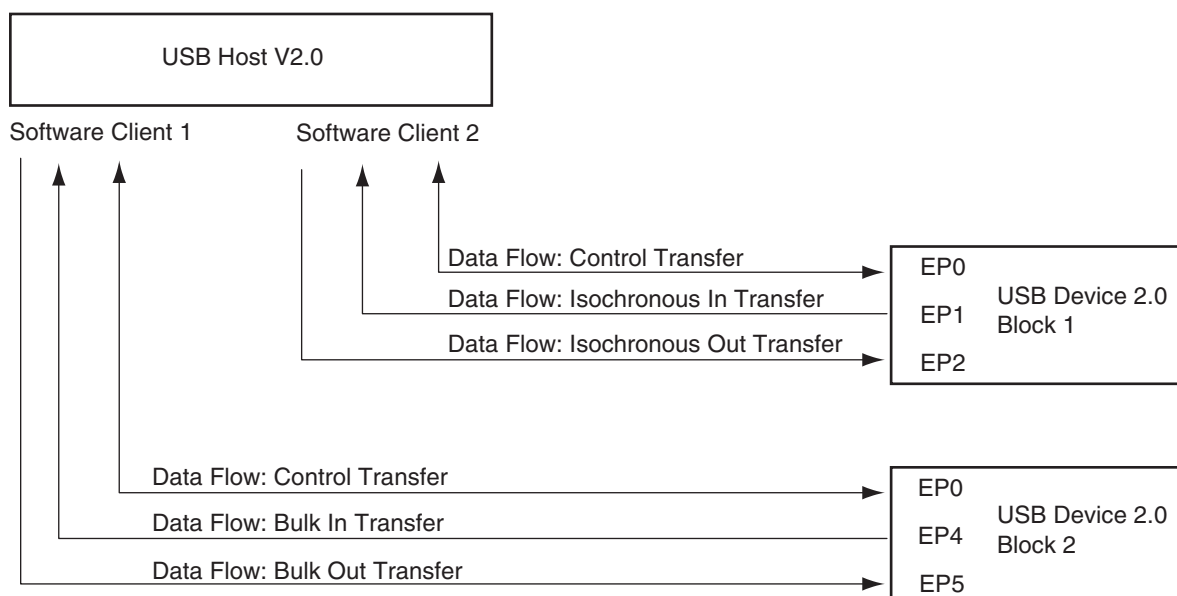 USB Host V2.0
Software Client 1
Software Client 2
Data Flow: Control Transfer
Data Flow: Isochronous In Transfer
Data Flow: Isochronous Out Transfer
EP0
EP1
EP2
USB Device 2.0
Block 1
Data Flow: Control Transfer
Data Flow: Bulk In Transfer
Data Flow: Bulk Out Transfer
EP0
EP4
EP5
USB Device 2.0
Block 2